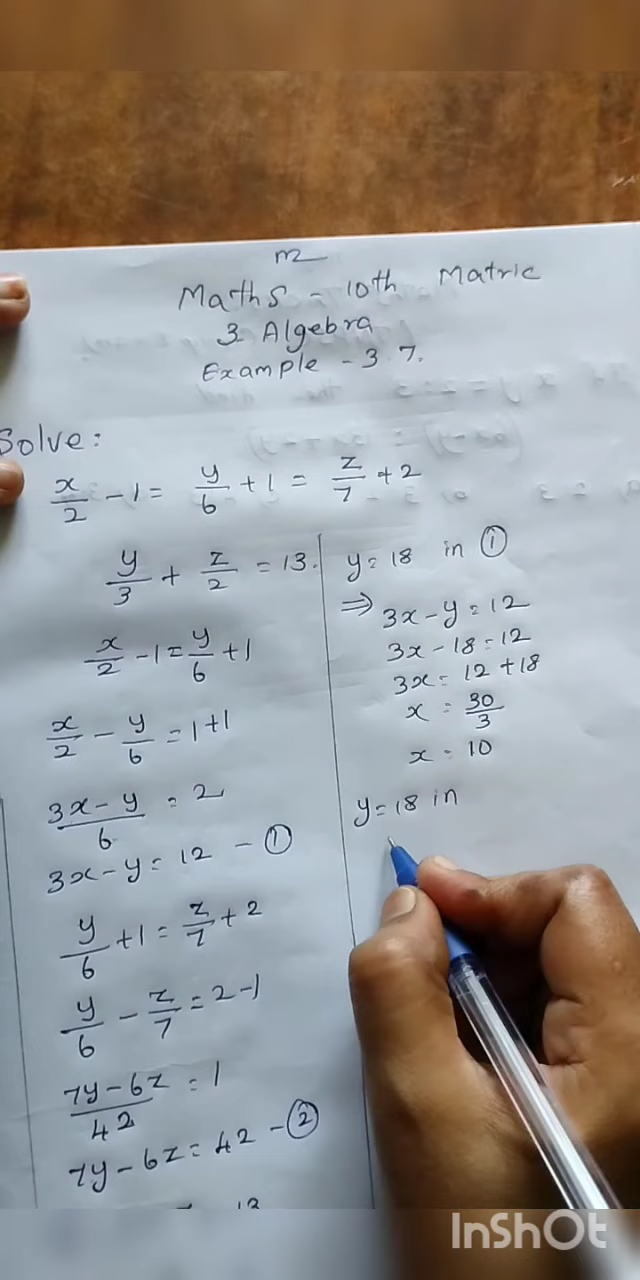 m
Maths - 10th Matric
3 Algebra
Example - 3.7.
Solve:
x/2 - 1 = y/6 + 1 = z/7 + 2
y/3 + z/2 = 13.
x/2 - 1 = y/6 + 1
x/2 - y/6 = 1+1
3x - y/6 = 2
3x - y = 12 - ①
y/6 + 1 = z/7 + 2
y/6 - z/7 = 2-1
7y - 6z/42 = 1
7y - 6z = 42 - ②
13
y = 18 in ①
⇒ 3x - y = 12
3x - 18 = 12
3x = 12 + 18
x = 30/3
x = 10
y = 18 in
InShOt